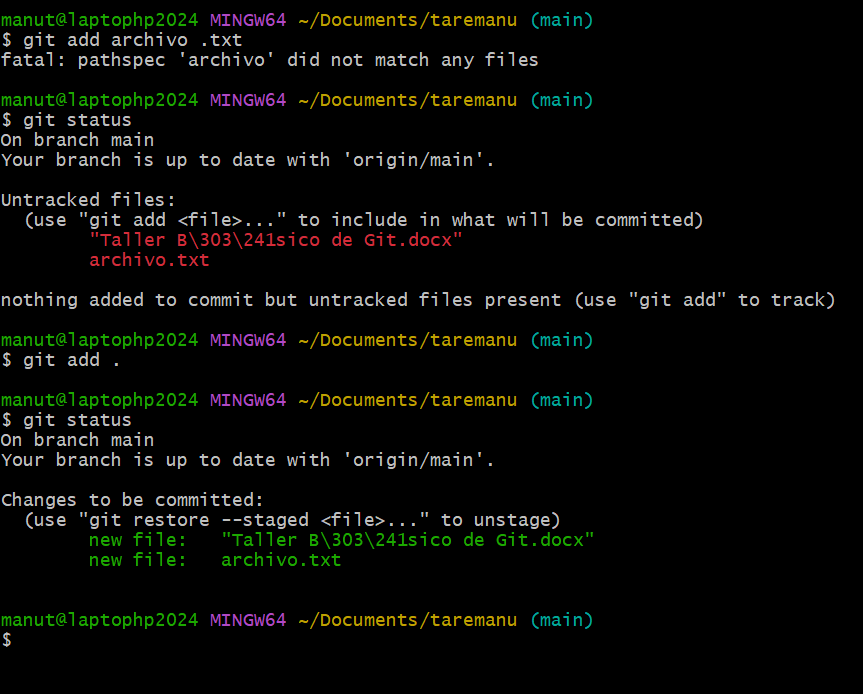 manut@laptophp2024 MINGW64 ~/Documents/taremanu (main)
$ git add archivo .txt
fatal: pathspec 'archivo' did not match any files
manut@laptophp2024 MINGW64 ~/Documents/taremanu (main)
$ git status
On branch main
Your branch is up to date with 'origin/main'.
Untracked files:
  (use "git add <file>..." to include in what will be committed)
        "Taller B\303\241sico de Git.docx"
        archivo.txt
nothing added to commit but untracked files present (use "git add" to track)
manut@laptophp2024 MINGW64 ~/Documents/taremanu (main)
$ git add .
manut@laptophp2024 MINGW64 ~/Documents/taremanu (main)
$ git status
On branch main
Your branch is up to date with 'origin/main'.
Changes to be committed:
  (use "git restore --staged <file>..." to unstage)
        new file:   "Taller B\303\241sico de Git.docx"
        new file:   archivo.txt
manut@laptophp2024 MINGW64 ~/Documents/taremanu (main)
$